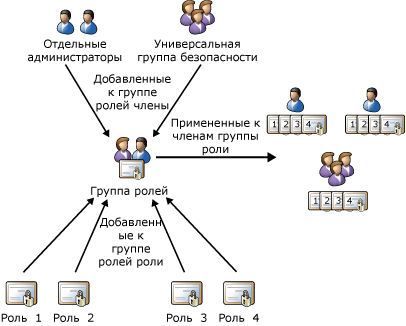 Отдельные
администраторы
Универсальная
группа безопасности
Добавленные
к группе
ролей члены
Примененные к
членам группы
роли
1 2 3 4
1 2 3 4
1 2 3 4
Группа ролей
Добавленн
ые к
группе
ролей роли
Роль 1
Роль 2
Роль 3
Роль 4